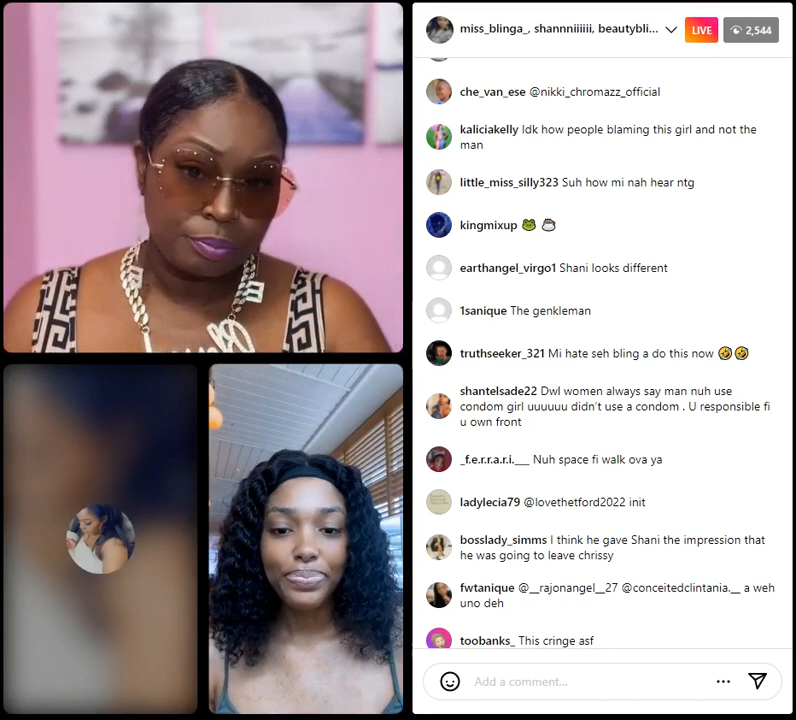 miss_blinga_, shannniiiiii, beautybli...
LIVE
2,544
che_van_ese @nikki_chromazz_official
kaliciakelly Idk how people blaming this girl and not the
man
little_miss_silly323 Suh how mi nah hear ntg
kingmixup 🐸 🍚
earthangel_virgo1 Shani looks different
1sanique The genkleman
truthseeker_321 Mi hate seh bling a do this now 🤣🤣
shantelsade22 Dwl women always say man nuh use
condom girl uuuuuu didn't use a condom . U responsible fi
u own front
_f.e.r.r.a.r.i.___ Nuh space fi walk ova ya
ladylecia79 @lovethetford2022 init
bosslady_simms I think he gave Shani the impression that
he was going to leave chrissy
fwtanique @__rajonangel__27 @conceitedclintania.__ a weh
uno deh
toobanks_ This cringe asf
Add a comment...